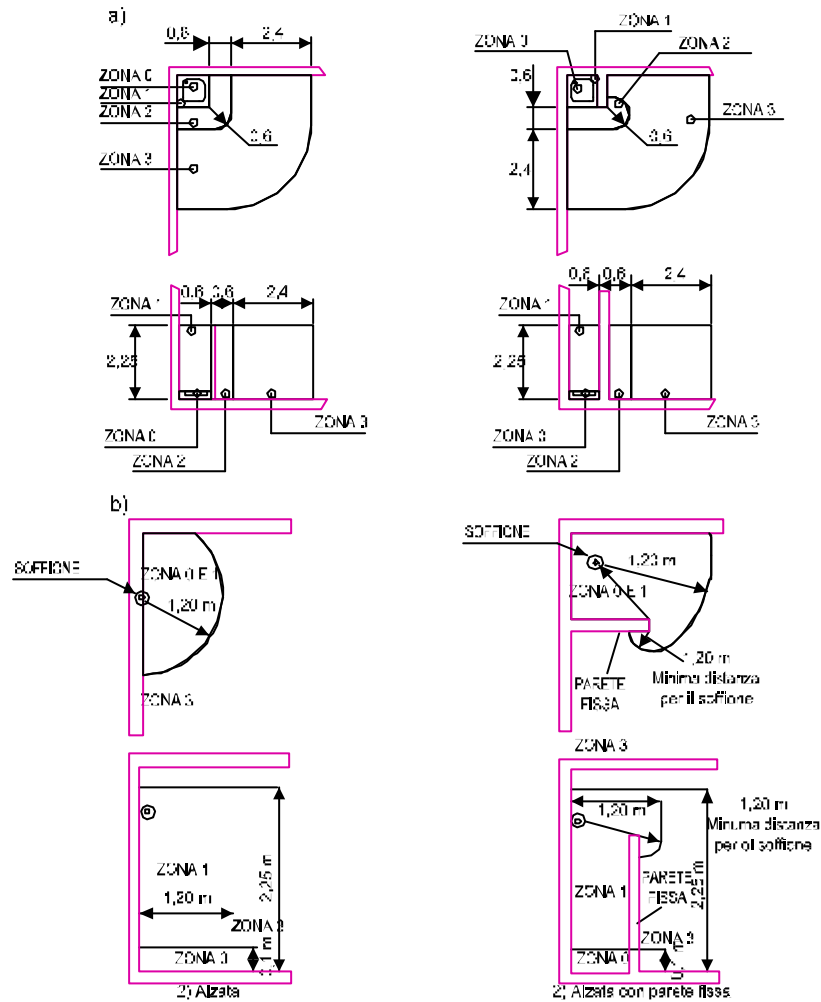 a)
0,6
2,4
ZONA 0
ZONA 1
ZONA 2
ZONA 3
0,6
ZONA 1
ZONA 0
ZONA 2
0,6
ZONA 3
0,6
2,4
0,6
0,6
2,4
ZONA 1
2,25
ZONA 0
ZONA 2
ZONA 3
0,6
0,6
2,4
ZONA 1
2,25
ZONA 0
ZONA 2
ZONA 3
b)
SOFFIONE
ZONA 0 E 1
1,20 m
ZONA 3
SOFFIONE
1,20 m
ZONA 0 E 1
1,20 m
Minima distanza
per il soffione
PARETE
FISSA
ZONA 3
ZONA 1
1,20 m
2,25 m
ZONA 3
ZONA 0
2) Alzata
1,20 m
1,20 m
Minuma distanza
per ol soffione
ZONA 1
PARETE
FISSA
2,25 m
ZONA 3
ZONA 0
2) Alzata con parete fissa